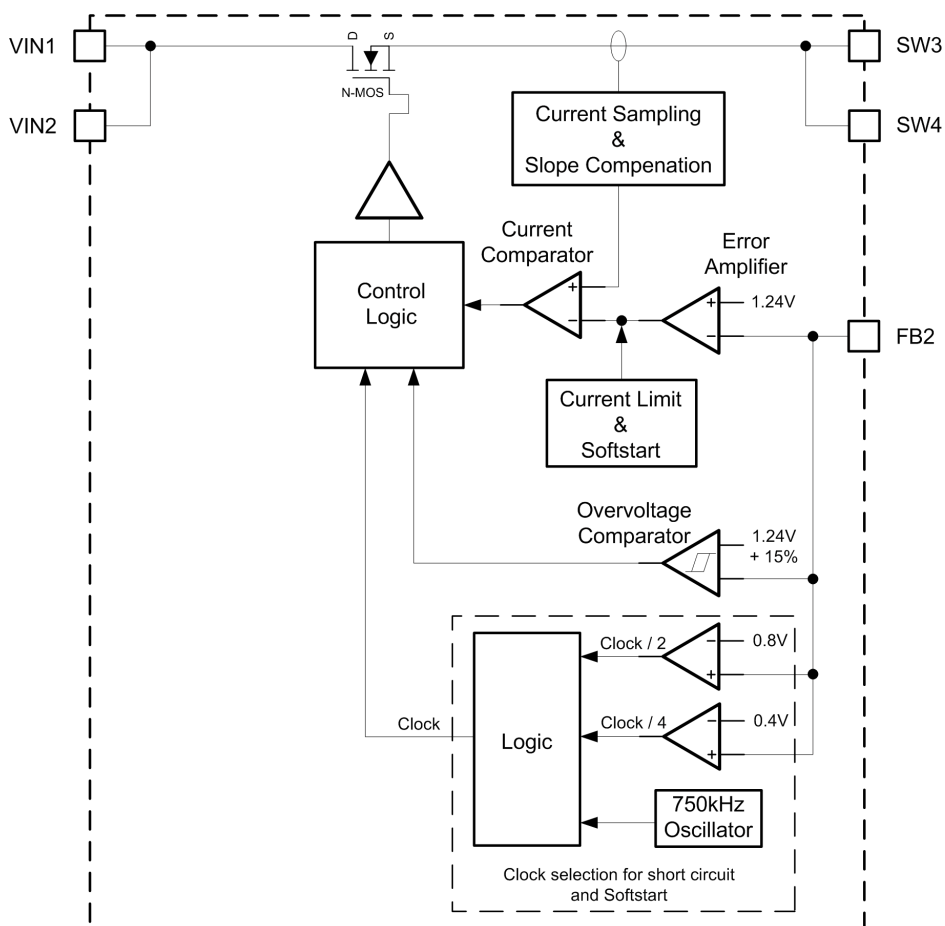 VIN1
D
S
SW3
N-MOS
VIN2
SW4
Current Sampling
&
Slope Compenation
Current
Comparator
Error
Amplifier
Control
Logic
+
−
+
1.24V
−
FB2
Current Limit
&
Softstart
Overvoltage
Comparator
1.24V
+ 15%
Clock / 2
−
0.8V
+
Clock
Clock / 4
−
0.4V
+
Logic
750kHz
Oscillator
Clock selection for short circuit
and Softstart